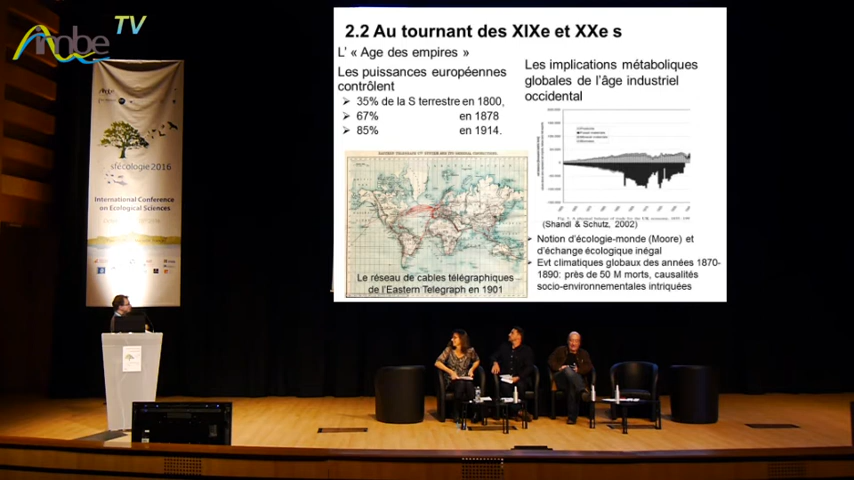 imbe TV
2.2 Au tournant des XIXe et XXe s
L' « Age des empires »
Les puissances européennes
contrôlent
➢ 35% de la S terrestre en 1800,
➢ 67% en 1878
➢ 85% en 1914.
EASTERN TELEGRAPH
Le réseau de cables télégraphiques
de l'Eastern Telegraph en 1901
Les implications métaboliques
globales de l'âge industriel
occidental
(Shandl & Schutz, 2002)
➢ Notion d'écologie-monde (Moore) et
d'échange écologique inégal
➢ Evt climatiques globaux des années 1870-
1890: près de 50 M morts, causalités
socio-environnementales intriquées
sfécologie2016
International Conference
on Ecological Sciences